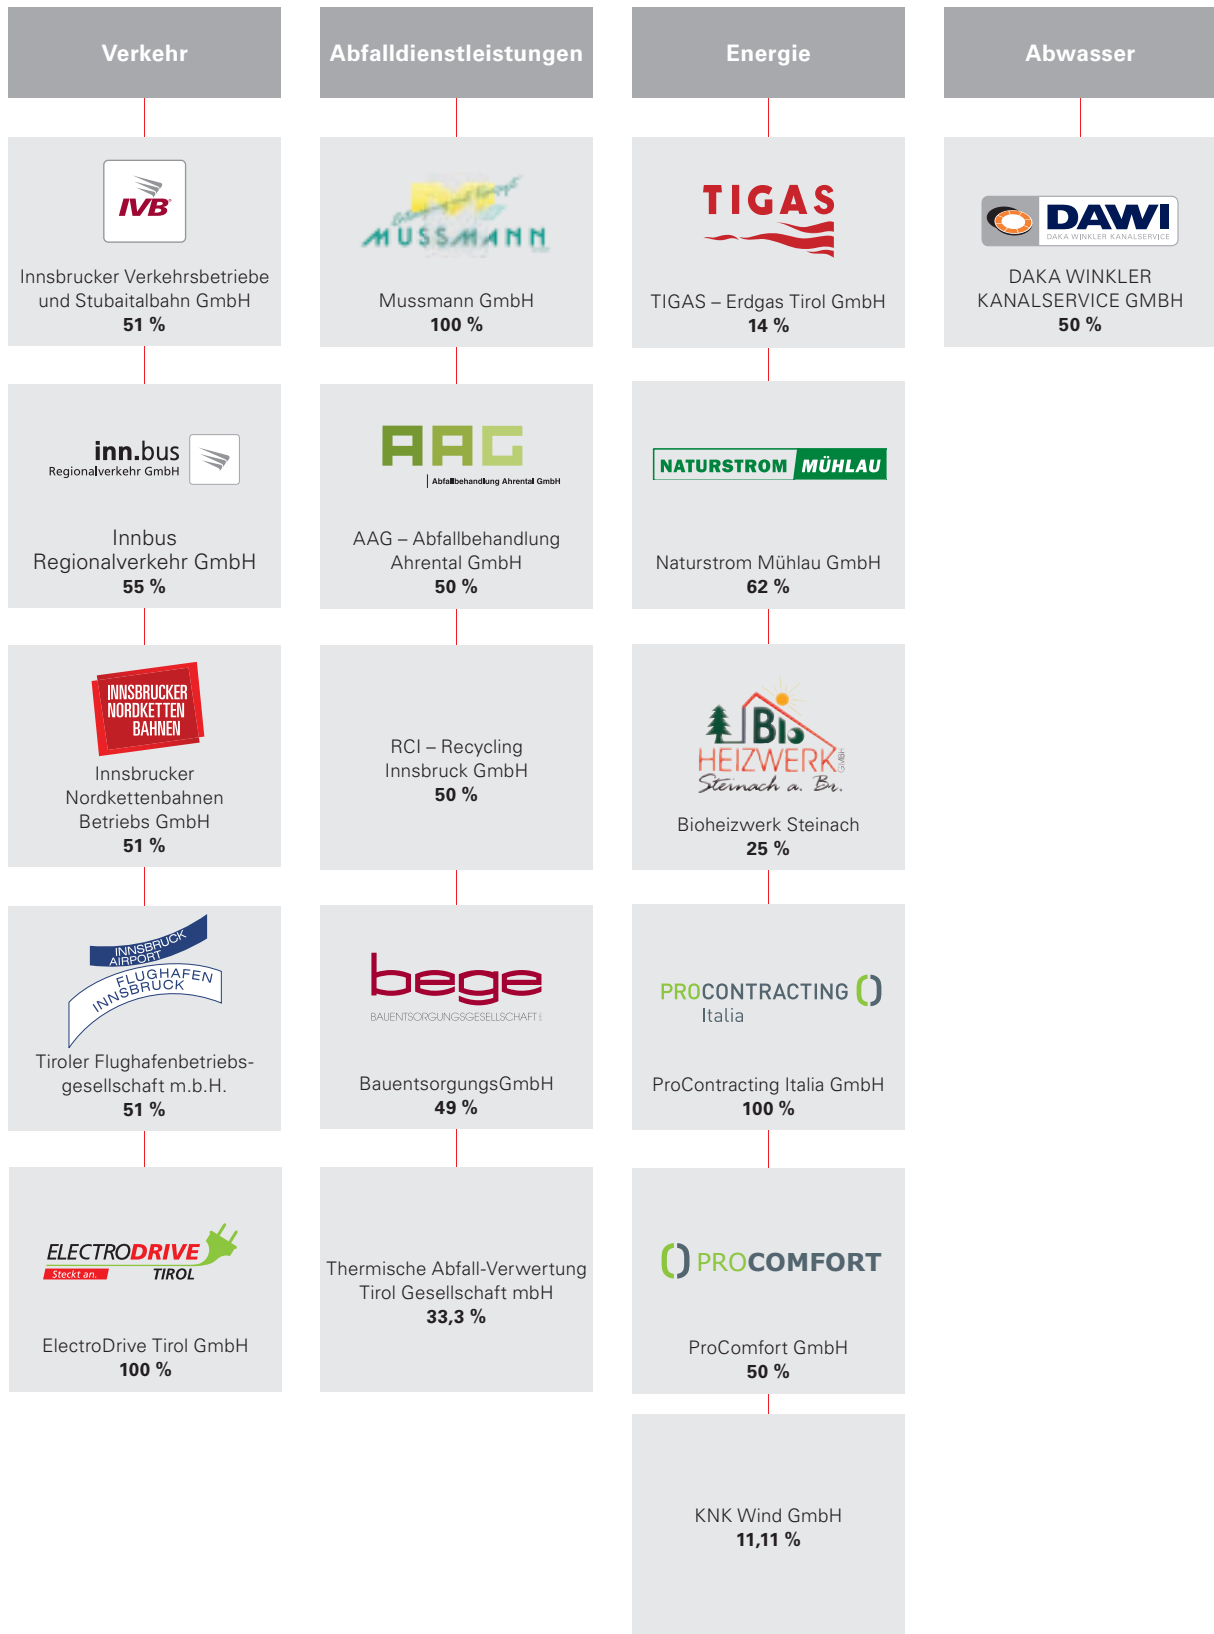 Verkehr
IVB
Innsbrucker Verkehrsbetriebe
und Stubaitalbahn GmbH
51 %
inn.bus
Regionalverkehr GmbH
Innbus
Regionalverkehr GmbH
55 %
INNSBRUCKER
NORDKETTEN
BAHNEN
Innsbrucker
Nordkettenbahnen
Betriebs GmbH
51 %
INNSBRUCK
AIRPORT
FLUGHAFEN
INNSBRUCK
Tiroler Flughafenbetriebs-
gesellschaft m.b.H.
51 %
ELECTRODRIVE
Steckt an. TIROL
ElectroDrive Tirol GmbH
100 %
Abfalldienstleistungen
MUSSMANN
Mussmann GmbH
100 %
AAG
Abfallbehandlung Ahrental GmbH
AAG – Abfallbehandlung
Ahrental GmbH
50 %
RCI – Recycling
Innsbruck GmbH
50 %
bege
BAUENTSORGUNGSGESELLSCHAFT
BauentsorgungsGmbH
49 %
Thermische Abfall-Verwertung
Tirol Gesellschaft mbH
33,3 %
Energie
TIGAS
TIGAS – Erdgas Tirol GmbH
14 %
NATURSTROM MÜHLAU
Naturstrom Mühlau GmbH
62 %
Bio
HEIZWERK GMBH
Steinach a. Br.
Bioheizwerk Steinach
25 %
PROCONTRACTING
Italia
ProContracting Italia GmbH
100 %
PROCOMFORT
ProComfort GmbH
50 %
KNK Wind GmbH
11,11 %
Abwasser
DAWI
DAKA WINKLER KANALSERVICE
DAKA WINKLER
KANALSERVICE GMBH
50 %